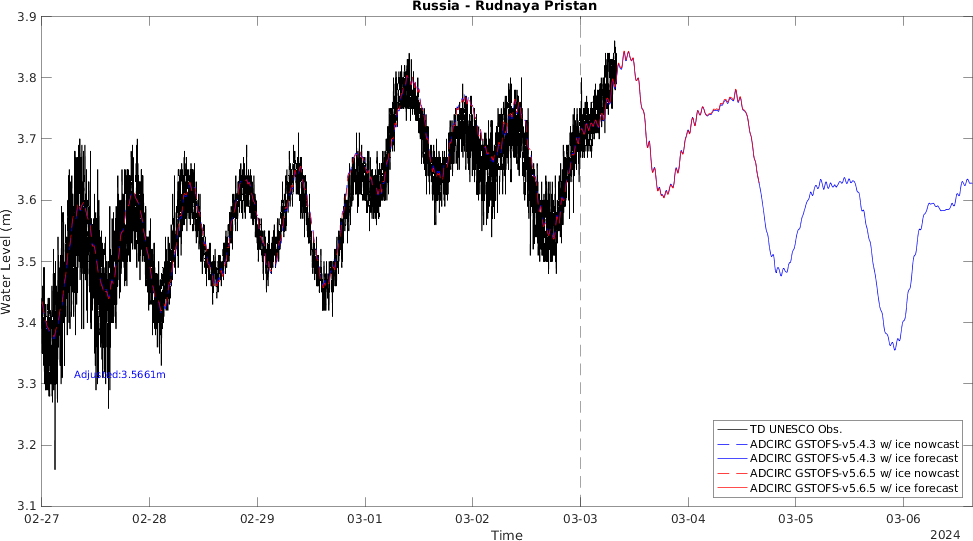 Russia - Rudnaya Pristan
3.9
3.8
3.7
3.6
3.5
3.4
3.3
3.2
3.1
Water Level (m)
Adjusted:3.5661m
TD UNESCO Obs.
ADCIRC GSTOFS-v5.4.3 w/ ice nowcast
ADCIRC GSTOFS-v5.4.3 w/ ice forecast
ADCIRC GSTOFS-v5.6.5 w/ ice nowcast
ADCIRC GSTOFS-v5.6.5 w/ ice forecast
02-27 02-28 02-29 03-01 03-02 03-03 03-04 03-05 03-06
Time
2024